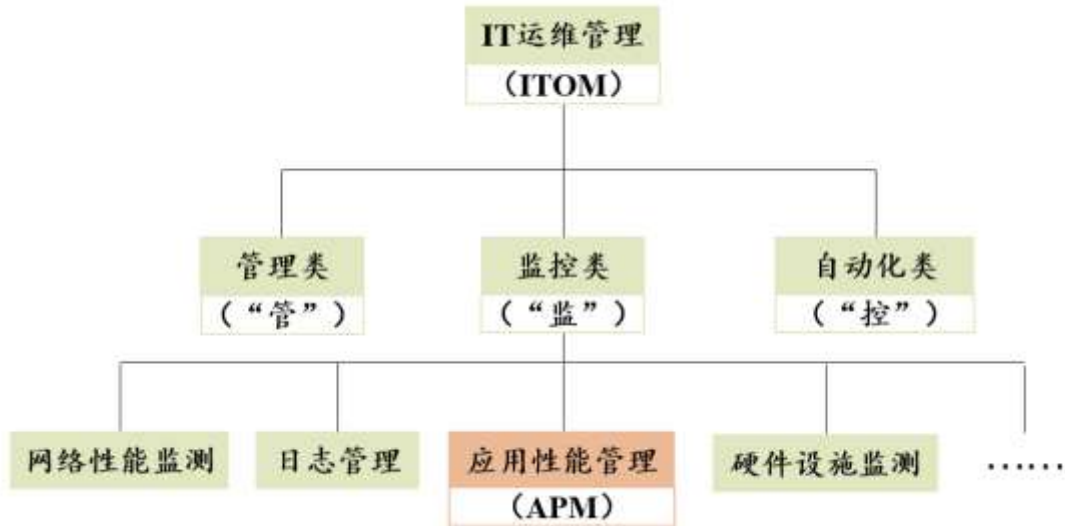 IT运维管理
（ITOM）
管理类
（“管”）
监控类
（“监”）
自动化类
（“控”）
网络性能监测
日志管理
应用性能管理
（APM）
硬件设施监测
……